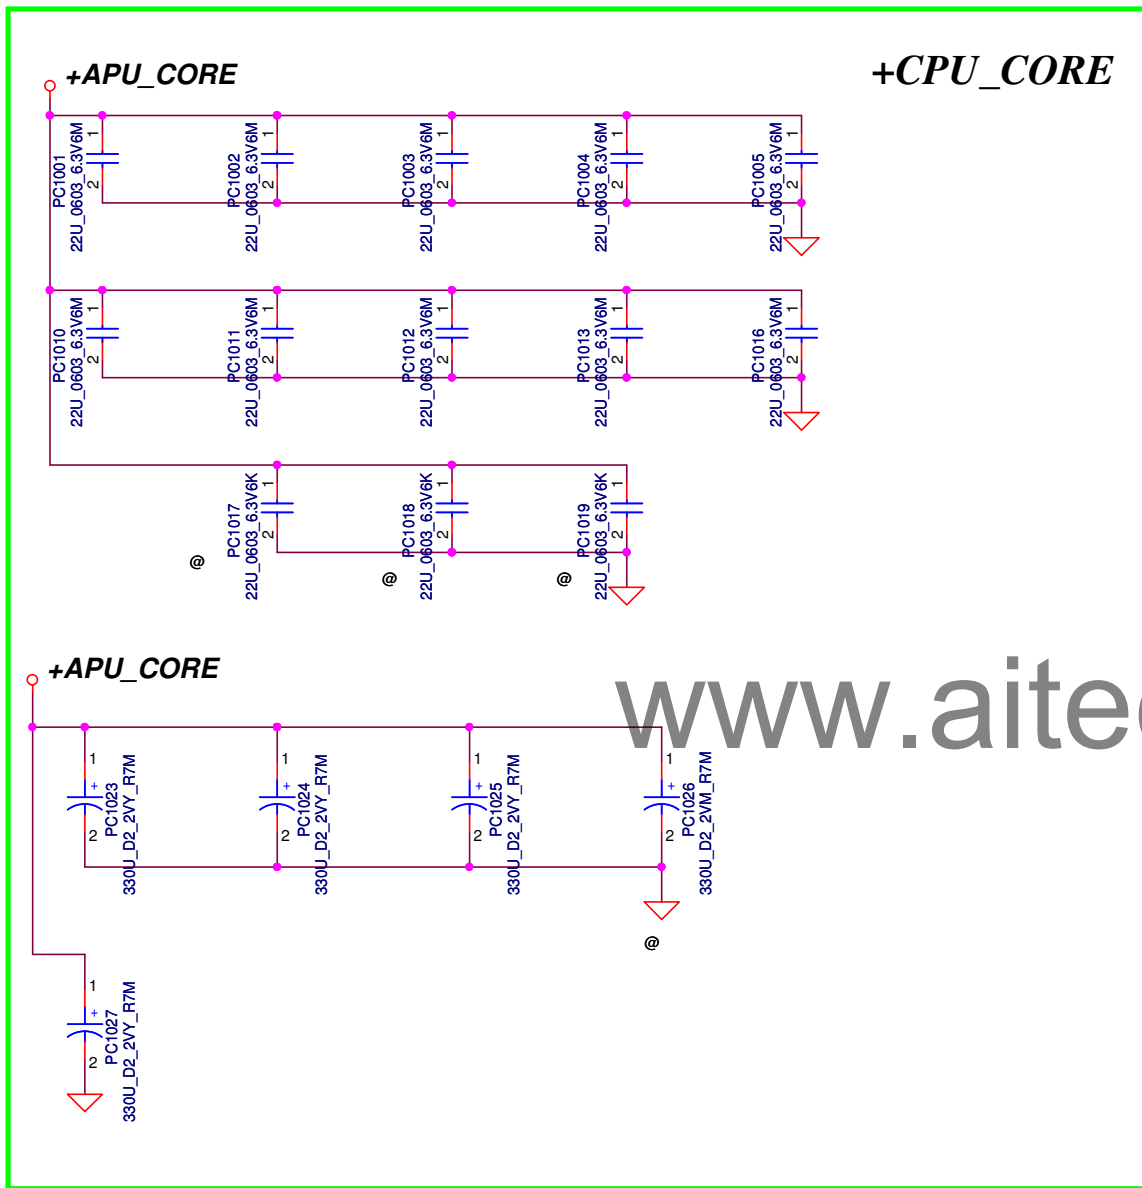 +APU_CORE
+CPU_CORE
1
2
PC1001
22U_0603_6.3V6M
1
2
PC1002
22U_0603_6.3V6M
1
2
PC1003
22U_0603_6.3V6M
1
2
PC1004
22U_0603_6.3V6M
1
2
PC1005
22U_0603_6.3V6M
1
2
PC1010
22U_0603_6.3V6M
1
2
PC1011
22U_0603_6.3V6M
1
2
PC1012
22U_0603_6.3V6M
1
2
PC1013
22U_0603_6.3V6M
1
2
PC1016
22U_0603_6.3V6M
1
2
PC1017
22U_0603_6.3V6K
@
1
2
PC1018
22U_0603_6.3V6K
@
1
2
PC1019
22U_0603_6.3V6K
@
+APU_CORE
www.aitec
1
+
2
PC1023
330U_D2_2VY_R7M
1
+
2
PC1024
330U_D2_2VY_R7M
1
+
2
PC1025
330U_D2_2VY_R7M
1
+
2
PC1026
330U_D2_2VM_R7M
@
1
+
2
PC1027
330U_D2_2VY_R7M